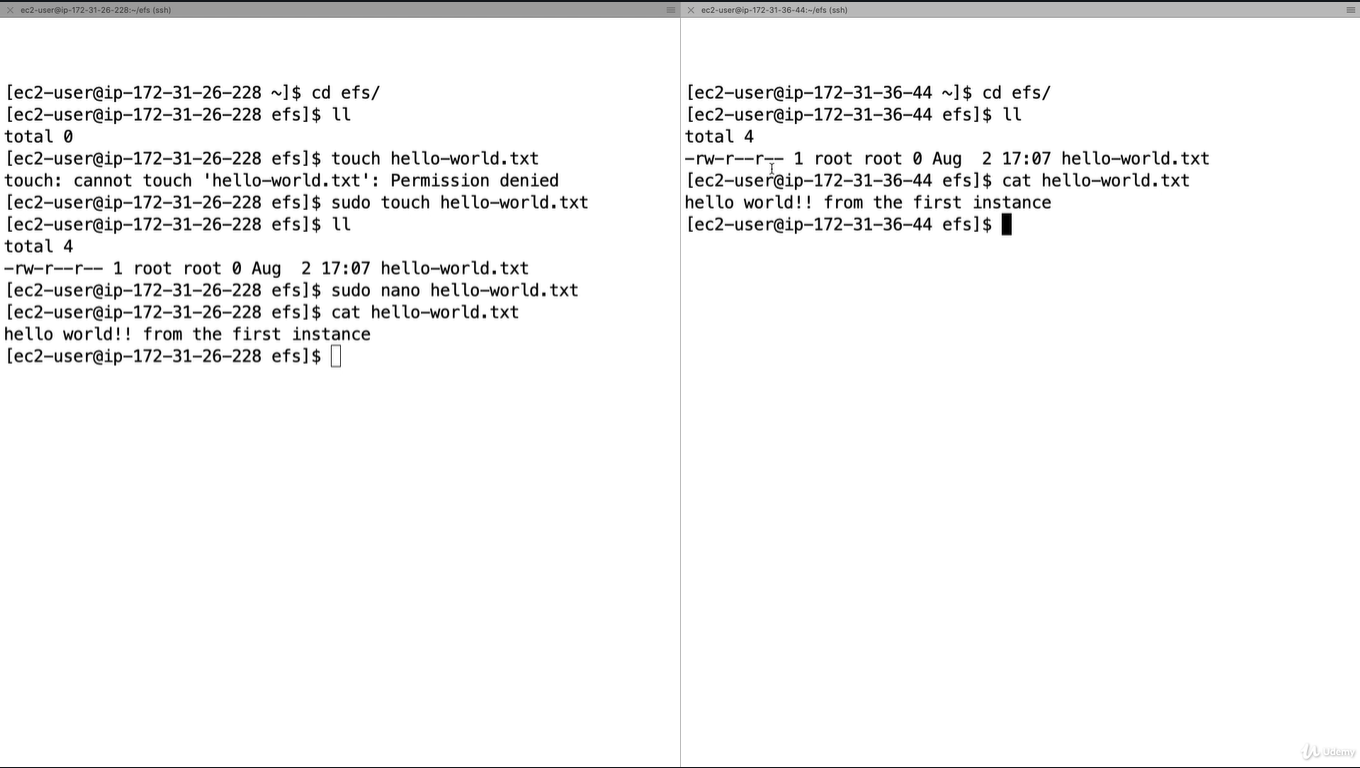 ec2-user@ip-172-31-26-228:~/efs (ssh)
[ec2-user@ip-172-31-26-228 ~]$ cd efs/
[ec2-user@ip-172-31-26-228 efs]$ ll
total 0
[ec2-user@ip-172-31-26-228 efs]$ touch hello-world.txt
touch: cannot touch 'hello-world.txt': Permission denied
[ec2-user@ip-172-31-26-228 efs]$ sudo touch hello-world.txt
[ec2-user@ip-172-31-26-228 efs]$ ll
total 4
-rw-r--r-- 1 root root 0 Aug  2 17:07 hello-world.txt
[ec2-user@ip-172-31-26-228 efs]$ sudo nano hello-world.txt
[ec2-user@ip-172-31-26-228 efs]$ cat hello-world.txt
hello world!! from the first instance
[ec2-user@ip-172-31-26-228 efs]$
ec2-user@ip-172-31-36-44:~/efs (ssh)
[ec2-user@ip-172-31-36-44 ~]$ cd efs/
[ec2-user@ip-172-31-36-44 efs]$ ll
total 4
-rw-r--r-- 1 root root 0 Aug  2 17:07 hello-world.txt
[ec2-user@ip-172-31-36-44 efs]$ cat hello-world.txt
hello world!! from the first instance
[ec2-user@ip-172-31-36-44 efs]$
Udemy